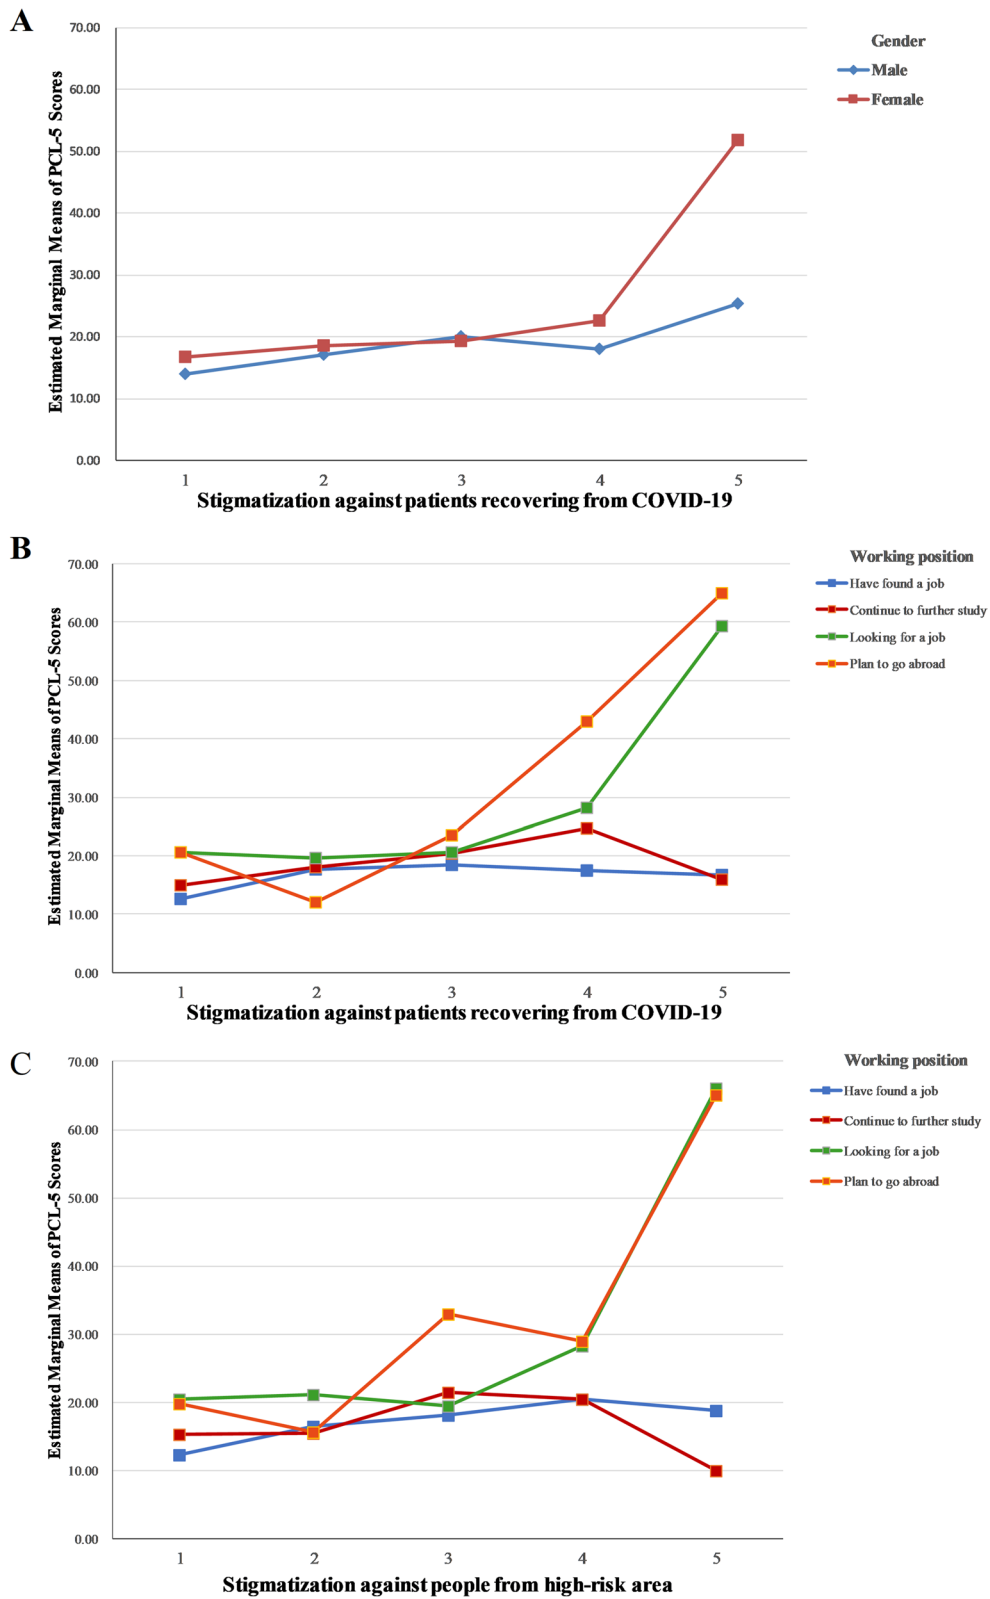 A
Estimated Marginal Means of PCL-5 Scores
70.00
60.00
50.00
40.00
30.00
20.00
10.00
0.00
1 2 3 4 5
Stigmatization against patients recovering from COVID-19
Gender
Male
Female
B
Estimated Marginal Means of PCL-5 Scores
70.00
60.00
50.00
40.00
30.00
20.00
10.00
0.00
1 2 3 4 5
Stigmatization against patients recovering from COVID-19
Working position
Have found a job
Continue to further study
Looking for a job
Plan to go abroad
C
Estimated Marginal Means of PCL-5 Scores
70.00
60.00
50.00
40.00
30.00
20.00
10.00
0.00
1 2 3 4 5
Stigmatization against people from high-risk area
Working position
Have found a job
Continue to further study
Looking for a job
Plan to go abroad